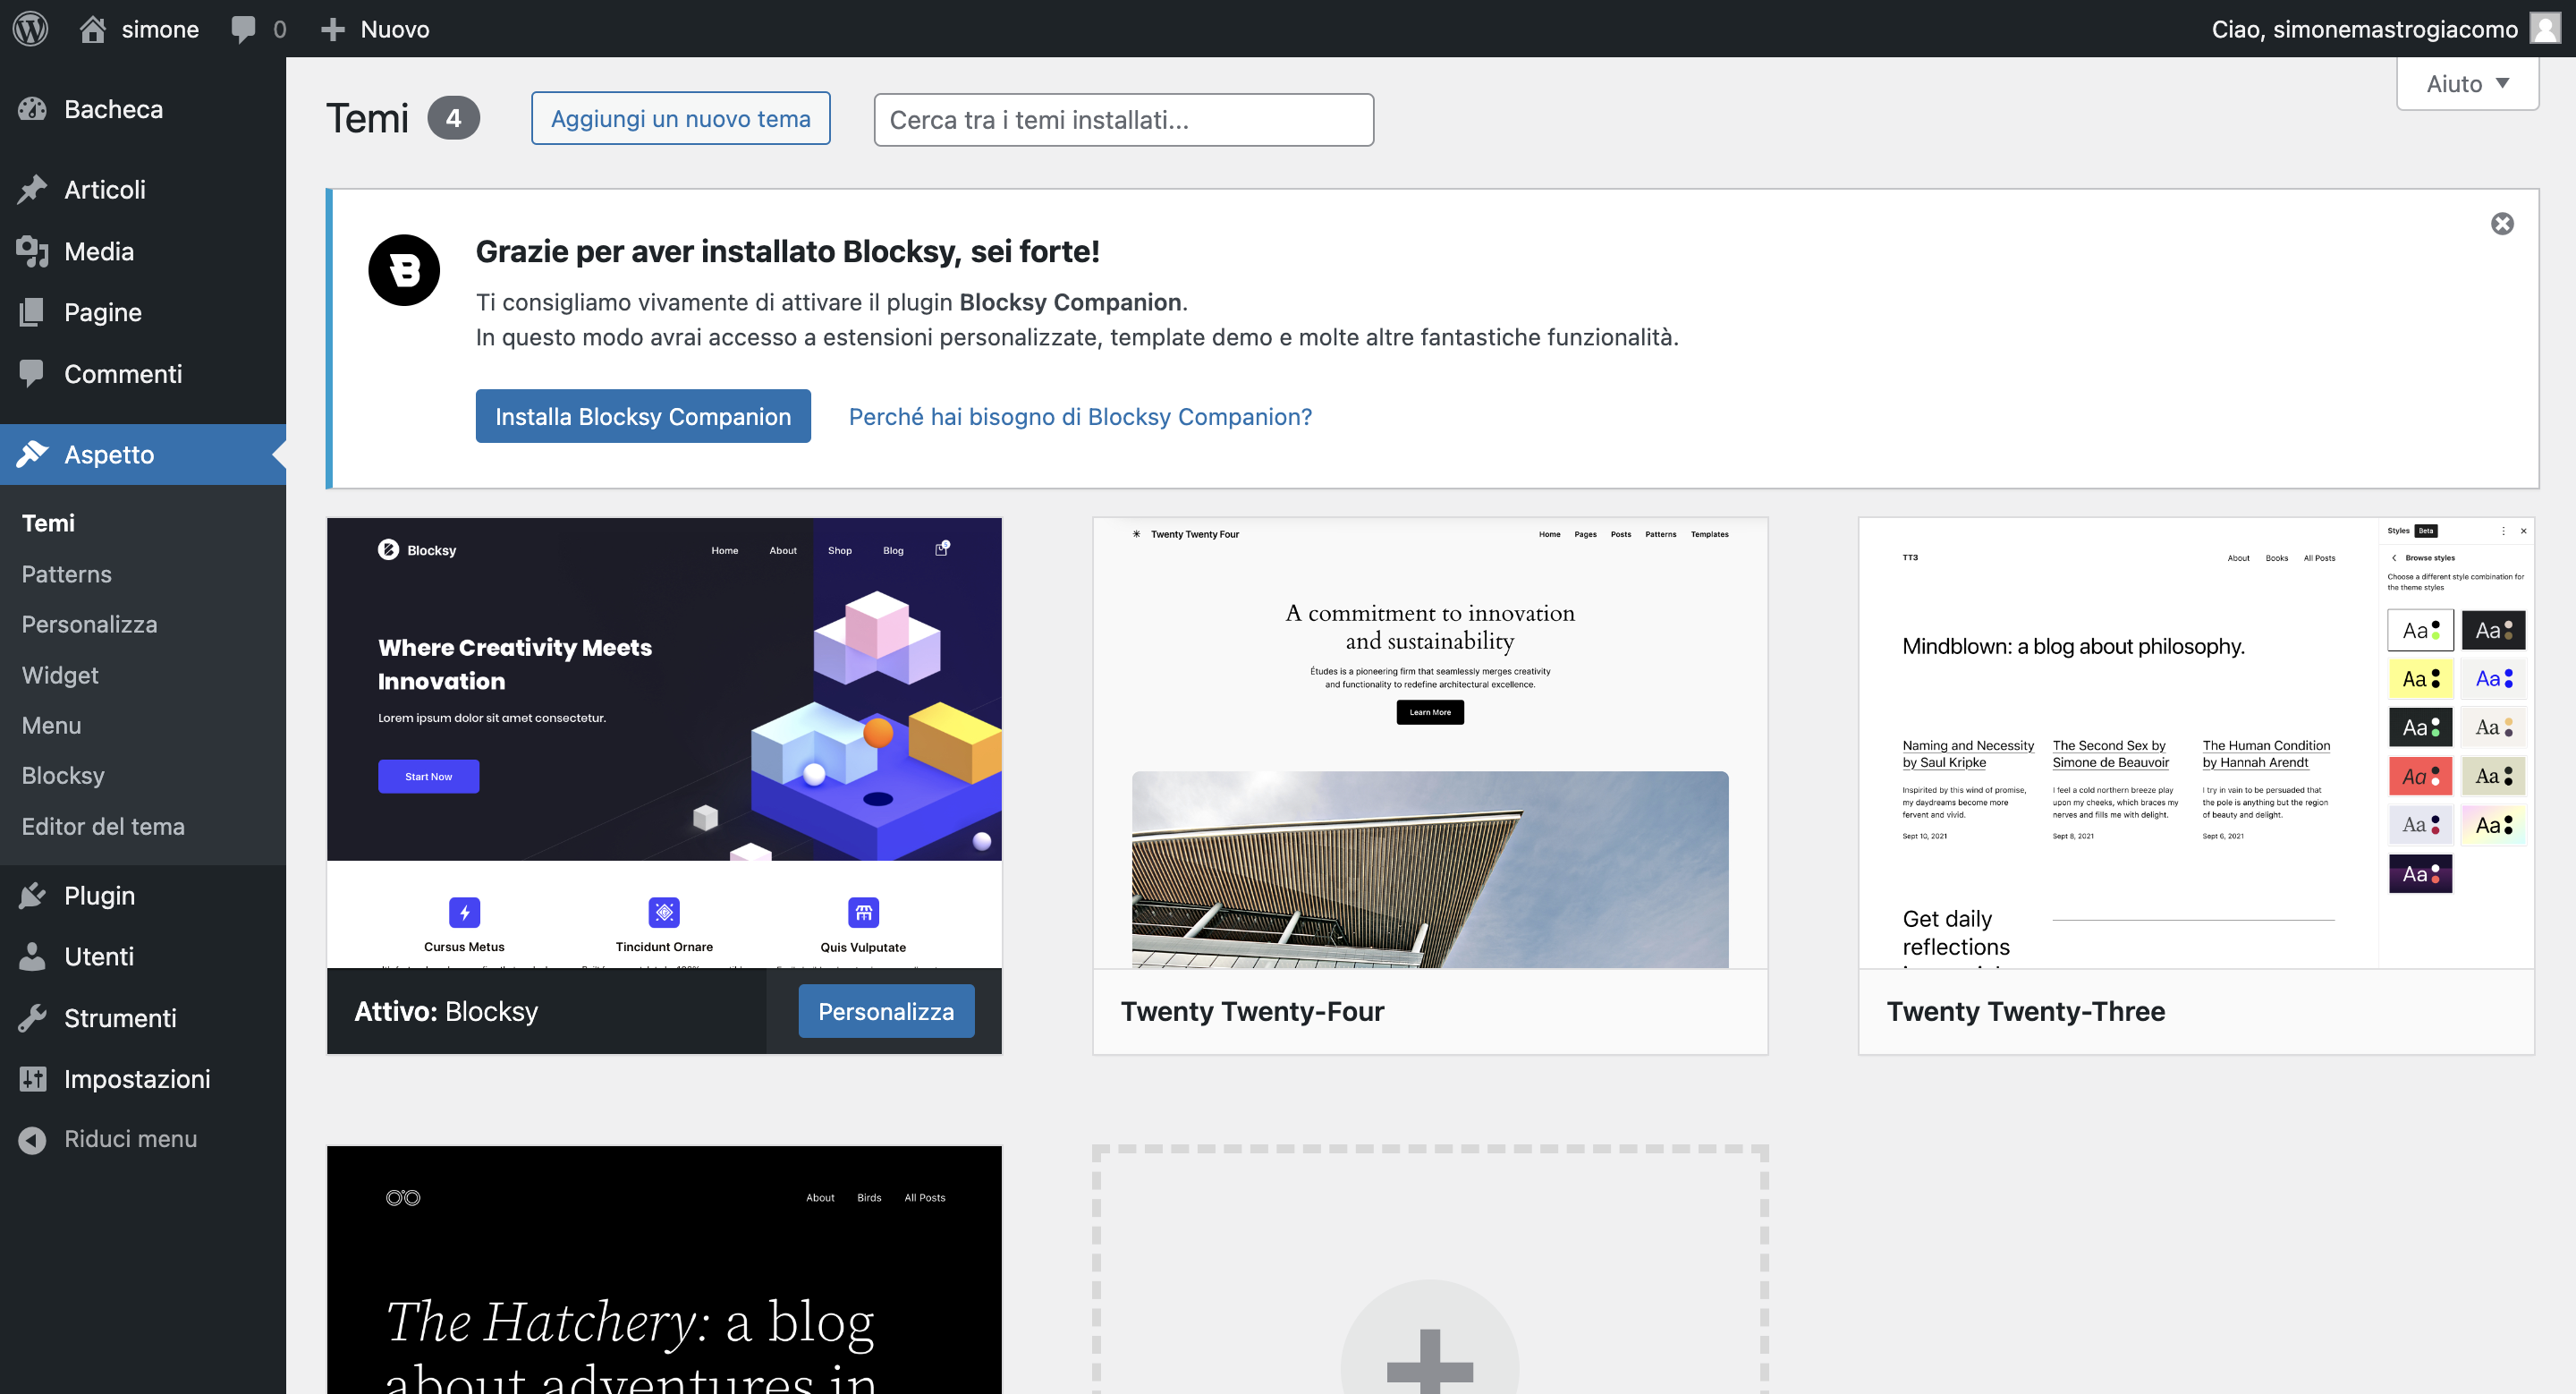 simone
0
Nuovo
Ciao, simonemastrogiacomo
Bacheca
Articoli
Media
Pagine
Commenti
Aspetto
Temi
Patterns
Personalizza
Widget
Menu
Blocksy
Editor del tema
Plugin
Utenti
Strumenti
Impostazioni
Riduci menu
Aiuto
Temi 4
Aggiungi un nuovo tema
Cerca tra i temi installati...
Grazie per aver installato Blocksy, sei forte!
Ti consigliamo vivamente di attivare il plugin Blocksy Companion.
In questo modo avrai accesso a estensioni personalizzate, template demo e molte altre fantastiche funzionalità.
Installa Blocksy Companion
Perché hai bisogno di Blocksy Companion?
Blocksy
Home About Shop Blog
Where Creativity Meets
Innovation
Lorem ipsum dolor sit amet consectetur.
Start Now
Cursus Metus
Tincidunt Ornare
Quis Vulputate
Attivo: Blocksy
Personalizza
Twenty Twenty Four
Home Pages Posts Patterns Templates
A commitment to innovation
and sustainability
Études is a pioneering firm that seamlessly merges creativity
and functionality to redefine architectural excellence.
Learn More
Twenty Twenty-Four
TT3
About Books All Posts
Mindblown: a blog about philosophy.
Naming and Necessity
by Saul Kripke
Inspirited by this wind of promise,
my daydreams become more
fervent and vivid.
Sept 10, 2021
The Second Sex by
Simone de Beauvoir
I feel a cold northern breeze play
upon my cheeks, which braces my
nerves and fills me with delight.
Sept 8, 2021
The Human Condition
by Hannah Arendt
I try in vain to be persuaded that
the pole is anything but the region
of beauty and delight.
Sept 6, 2021
Get daily
reflections
Styles Beta
Browse styles
Choose a different style combination for
the theme styles
Aa Aa
Aa Aa
Aa Aa
Aa Aa
Aa Aa
Aa
Twenty Twenty-Three
About Birds All Posts
The Hatchery: a blog
about adventures in